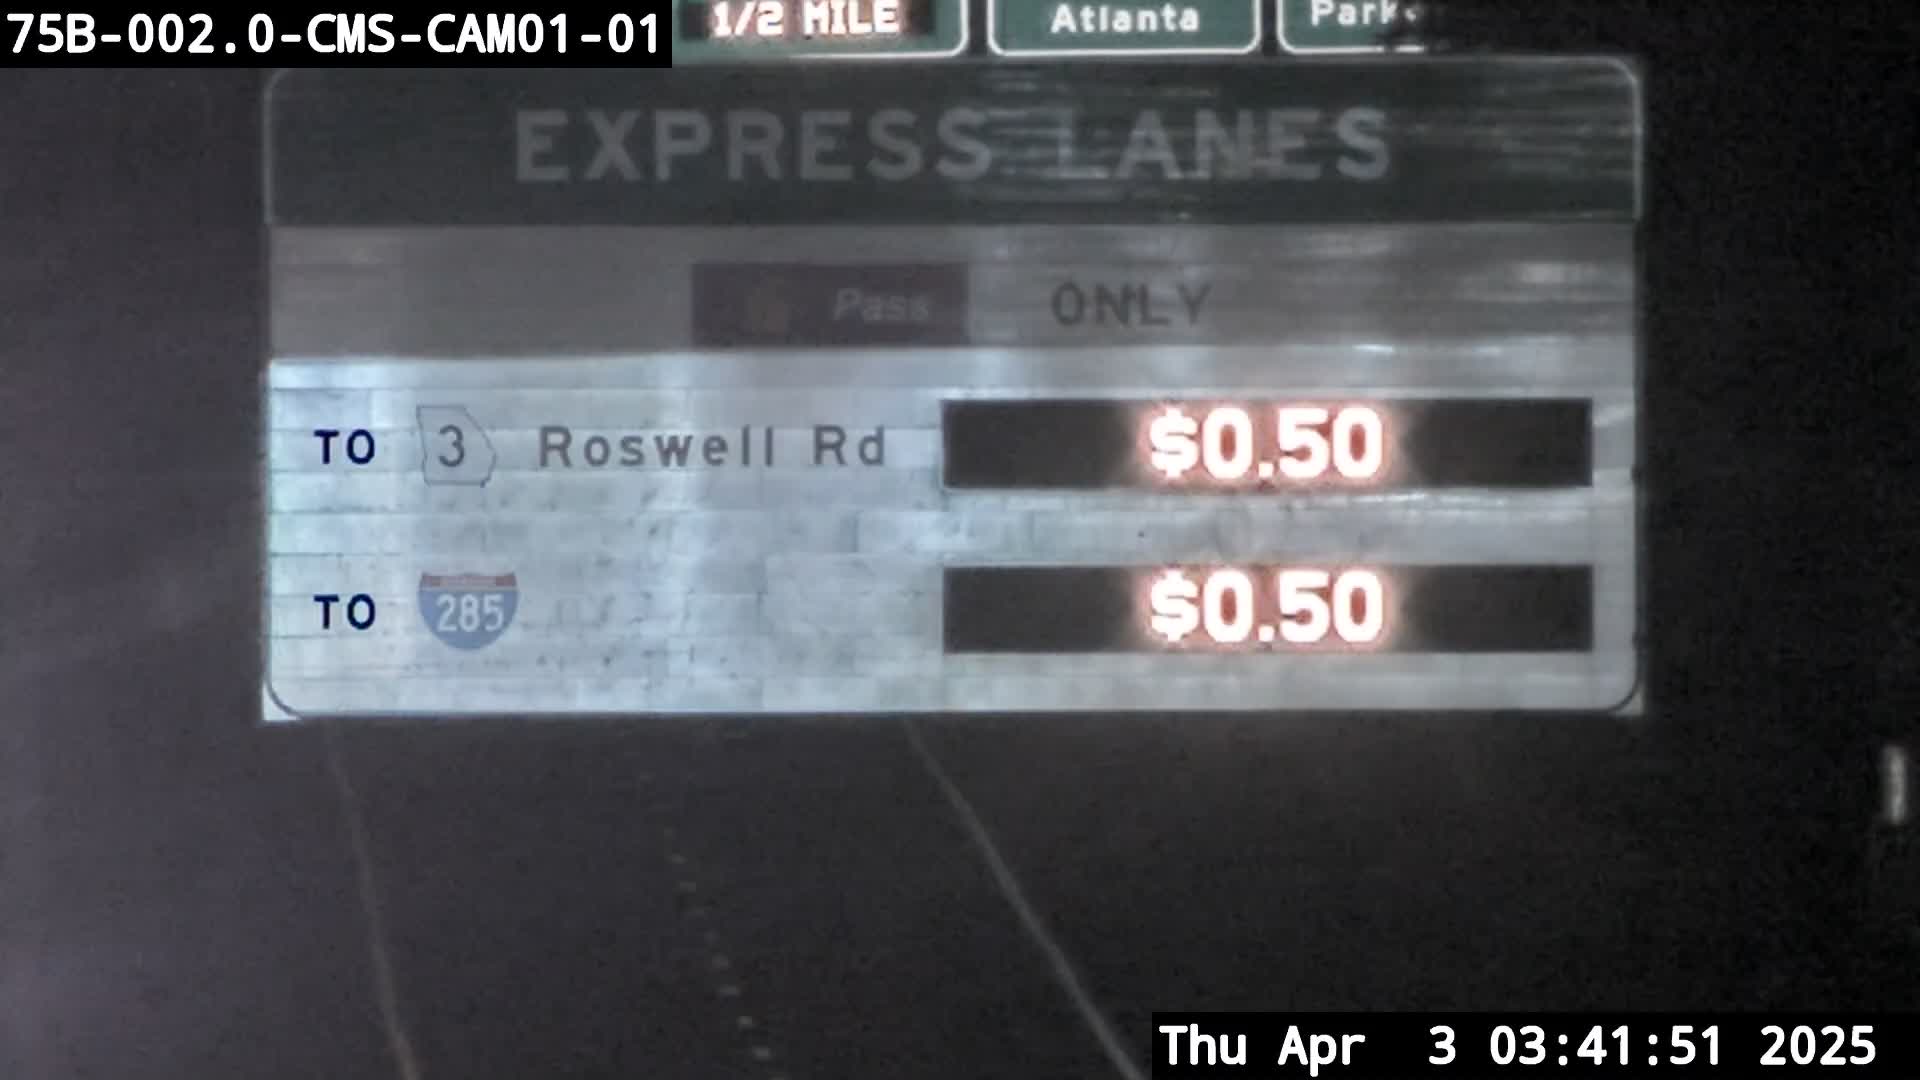 75B-002.0-CMS-CAM01-01
1/2 MILE
Atlanta
EXPRESS LANES
Pass ONLY
TO 3 Roswell Rd $0.50
TO 285 $0.50
Thu Apr 3 03:41:51 2025